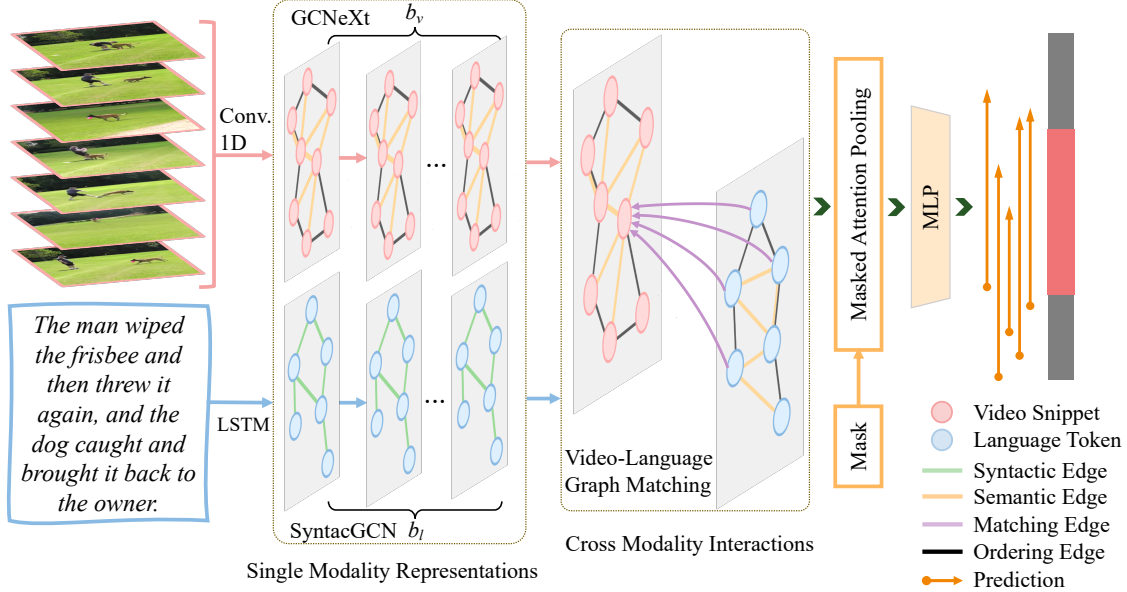 GCNeXt
b_v
Conv.
1D
The man wiped
the frisbee and
then threw it
again, and the
dog caught and
brought it back to
the owner.
LSTM
...
...
SyntacGCN
b_l
Single Modality Representations
Video-Language
Graph Matching
Cross Modality Interactions
Masked Attention Pooling
Mask
MLP
Video Snippet
Language Token
Syntactic Edge
Semantic Edge
Matching Edge
Ordering Edge
Prediction